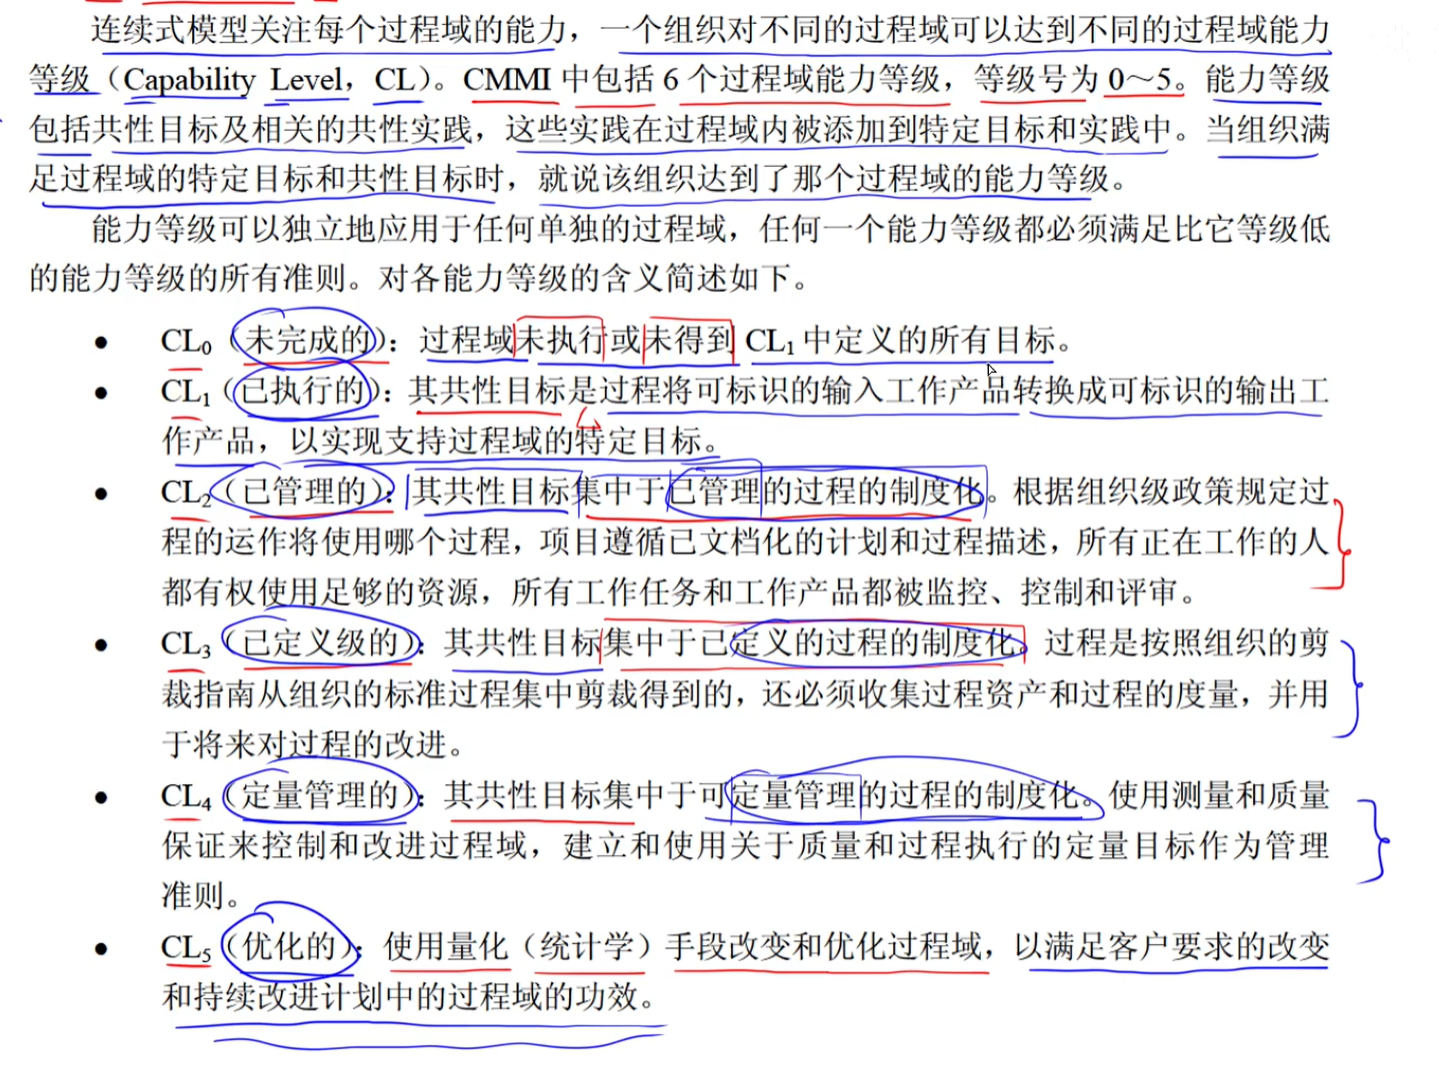 连续式模型关注每个过程域的能力，一个组织对不同的过程域可以达到不同的过程域能力
等级（Capability Level，CL）。CMMI 中包括 6 个过程域能力等级，等级号为 0～5。能力等级
包括共性目标及相关的共性实践，这些实践在过程域内被添加到特定目标和实践中。当组织满
足过程域的特定目标和共性目标时，就说该组织达到了那个过程域的能力等级。
能力等级可以独立地应用于任何单独的过程域，任何一个能力等级都必须满足比它等级低
的能力等级的所有准则。对各能力等级的含义简述如下。
● CL₀（未完成的）：过程域未执行或未得到 CL₁ 中定义的所有目标。
● CL₁（已执行的）：其共性目标是过程将可标识的输入工作产品转换成可标识的输出工
作产品，以实现支持过程域的特定目标。
● CL₂（已管理的）：其共性目标集中于已管理的过程的制度化。根据组织级政策规定过
程的运作将使用哪个过程，项目遵循已文档化的计划和过程描述，所有正在工作的人
都有权使用足够的资源，所有工作任务和工作产品都被监控、控制和评审。
● CL₃（已定义级的）：其共性目标集中于已定义的过程的制度化。过程是按照组织的剪
裁指南从组织的标准过程集中剪裁得到的，还必须收集过程资产和过程的度量，并用
于将来对过程的改进。
● CL₄（定量管理的）：其共性目标集中于可定量管理的过程的制度化。使用测量和质量
保证来控制和改进过程域，建立和使用关于质量和过程执行的定量目标作为管理
准则。
● CL₅（优化的）：使用量化（统计学）手段改变和优化过程域，以满足客户要求的改变
和持续改进计划中的过程域的功效。